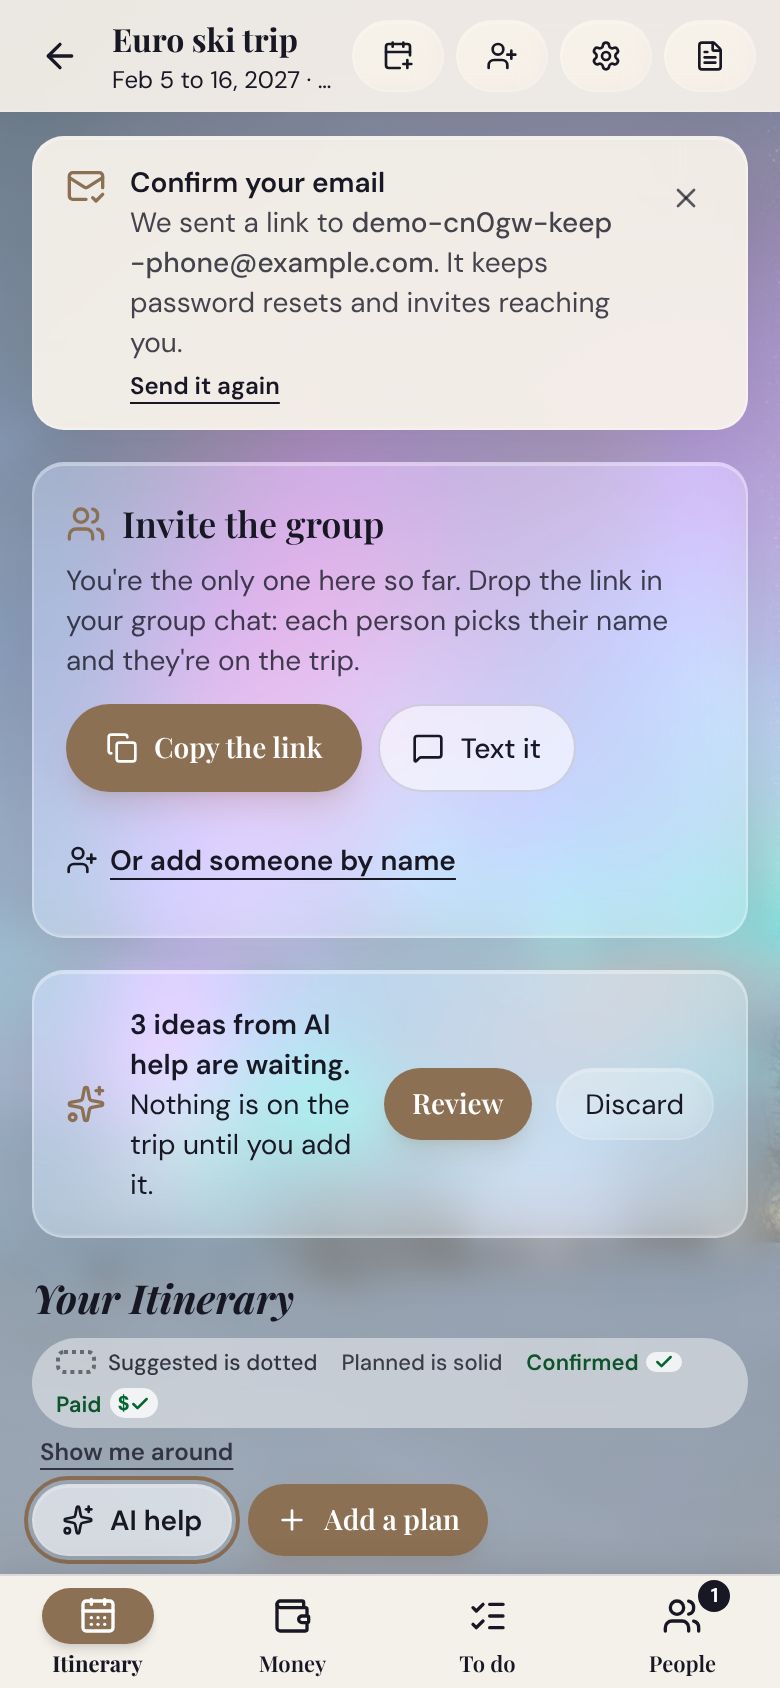 Euro ski trip
Feb 5 to 16, 2027 · ...
Confirm your email
We sent a link to demo-cn0gw-keep
-phone@example.com. It keeps
password resets and invites reaching
you.
Send it again
Invite the group
You're the only one here so far. Drop the link in
your group chat: each person picks their name
and they're on the trip.
Copy the link
Text it
Or add someone by name
3 ideas from AI
help are waiting.
Nothing is on the
trip until you add
it.
Review
Discard
Your Itinerary
Suggested is dotted Planned is solid Confirmed
Paid $
Show me around
AI help
Add a plan
1
Itinerary
Money
To do
People